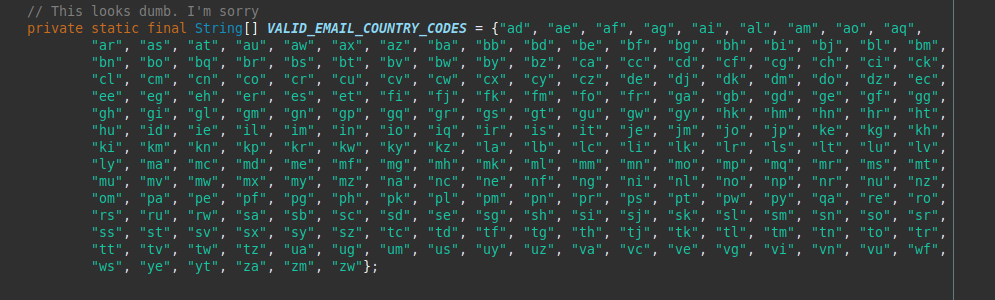 // This looks dumb. I'm sorry
private static final String[] VALID_EMAIL_COUNTRY_CODES = {"ad", "ae", "af", "ag", "ai", "al", "am", "ao", "aq",
"ar", "as", "at", "au", "aw", "ax", "az", "ba", "bb", "bd", "be", "bf", "bg", "bh", "bi", "bj", "bl", "bm",
"bn", "bo", "bq", "br", "bs", "bt", "bv", "bw", "by", "bz", "ca", "cc", "cd", "cf", "cg", "ch", "ci", "ck",
"cl", "cm", "cn", "co", "cr", "cu", "cv", "cw", "cx", "cy", "cz", "de", "dj", "dk", "dm", "do", "dz", "ec",
"ee", "eg", "eh", "er", "es", "et", "fi", "fj", "fk", "fm", "fo", "fr", "ga", "gb", "gd", "ge", "gf", "gg",
"gh", "gi", "gl", "gm", "gn", "gp", "gq", "gr", "gs", "gt", "gu", "gw", "gy", "hk", "hm", "hn", "hr", "ht",
"hu", "id", "ie", "il", "im", "in", "io", "iq", "ir", "is", "it", "je", "jm", "jo", "jp", "ke", "kg", "kh",
"ki", "km", "kn", "kp", "kr", "kw", "ky", "kz", "la", "lb", "lc", "li", "lk", "lr", "ls", "lt", "lu", "lv",
"ly", "ma", "mc", "md", "me", "mf", "mg", "mh", "mk", "ml", "mm", "mn", "mo", "mp", "mq", "mr", "ms", "mt",
"mu", "mv", "mw", "mx", "my", "mz", "na", "nc", "ne", "nf", "ng", "ni", "nl", "no", "np", "nr", "nu", "nz",
"om", "pa", "pe", "pf", "pg", "ph", "pk", "pl", "pm", "pn", "pr", "ps", "pt", "pw", "py", "qa", "re", "ro",
"rs", "ru", "rw", "sa", "sb", "sc", "sd", "se", "sg", "sh", "si", "sj", "sk", "sl", "sm", "sn", "so", "sr",
"ss", "st", "sv", "sx", "sy", "sz", "tc", "td", "tf", "tg", "th", "tj", "tk", "tl", "tm", "tn", "to", "tr",
"tt", "tv", "tw", "tz", "ua", "ug", "um", "us", "uy", "uz", "va", "vc", "ve", "vg", "vi", "vn", "vu", "wf",
"ws", "ye", "yt", "za", "zm", "zw"};